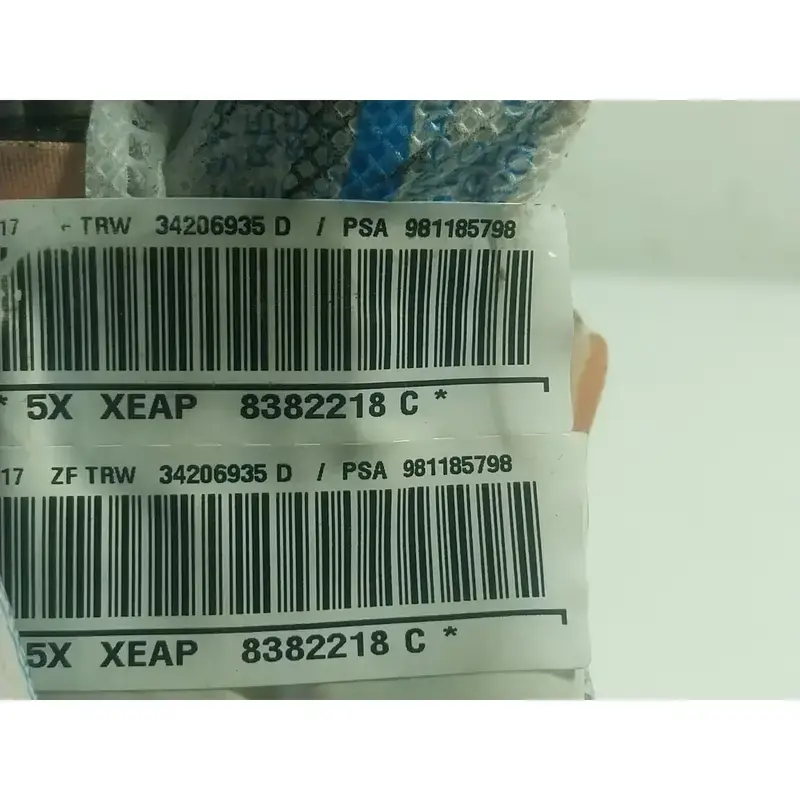 17 TRW 34206935 D / PSA 981185798
* 5X XEAP 8382218 C *
17 ZF TRW 34206935 D / PSA 981185798
5X XEAP 8382218 C *